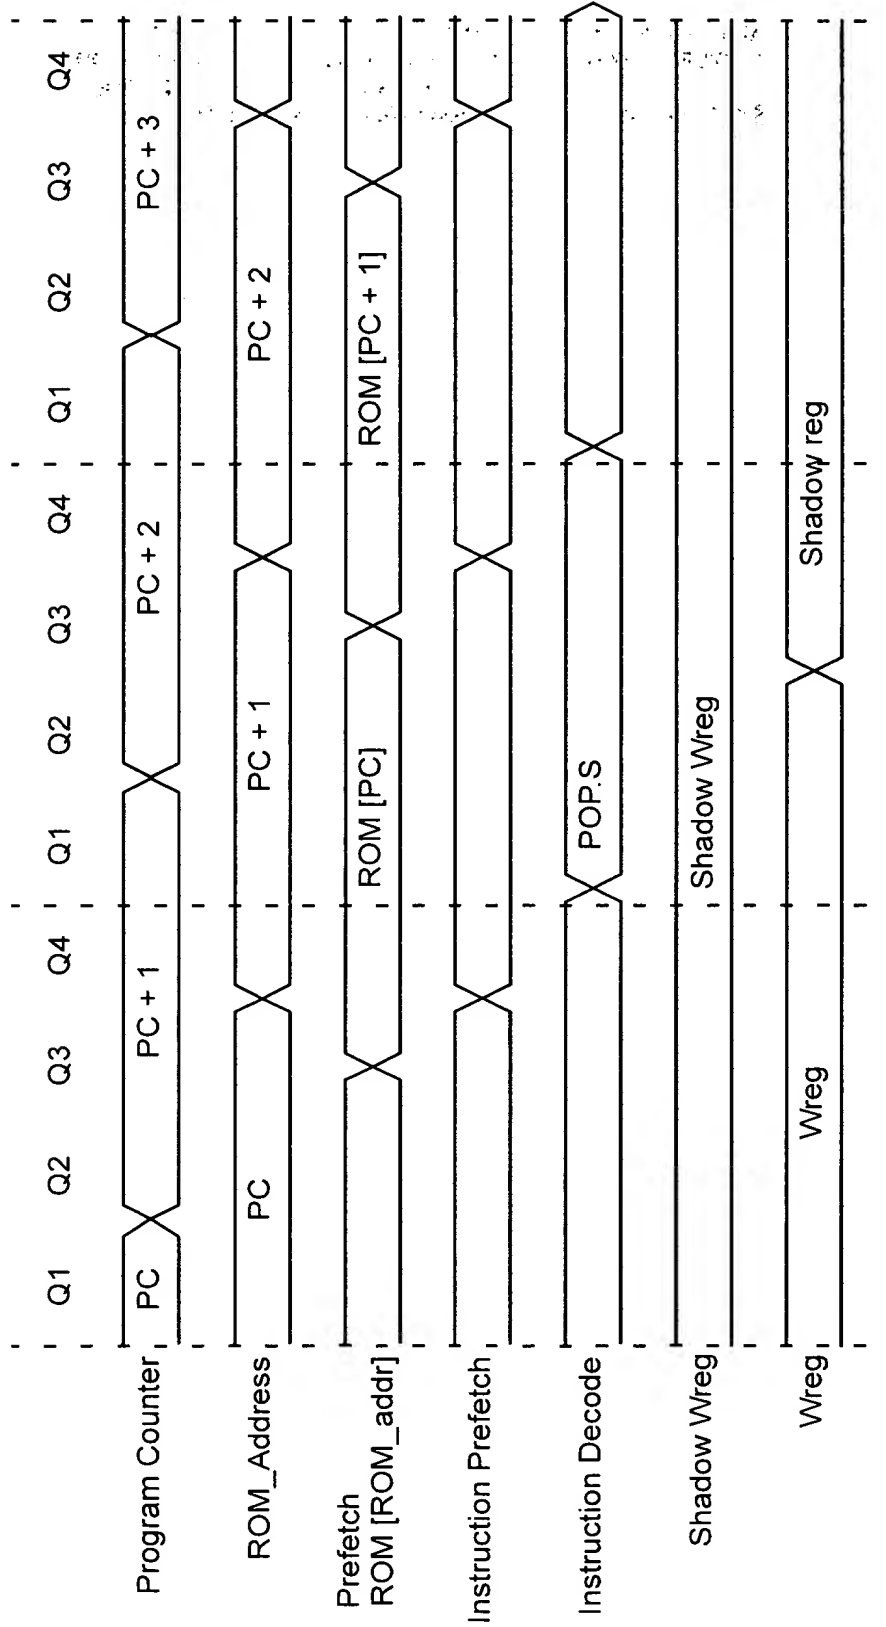 Q1 Q2 Q3 Q4 Q1 Q2 Q3 Q4 Q1 Q2 Q3 Q4
Program Counter PC PC + 1 PC + 2 PC + 3
ROM_Address PC PC + 1 PC + 2
Prefetch
ROM [ROM_addr] ROM [PC] ROM [PC + 1]
Instruction Prefetch
Instruction Decode POP.S
Shadow Wreg Shadow Wreg
Wreg Wreg Shadow reg